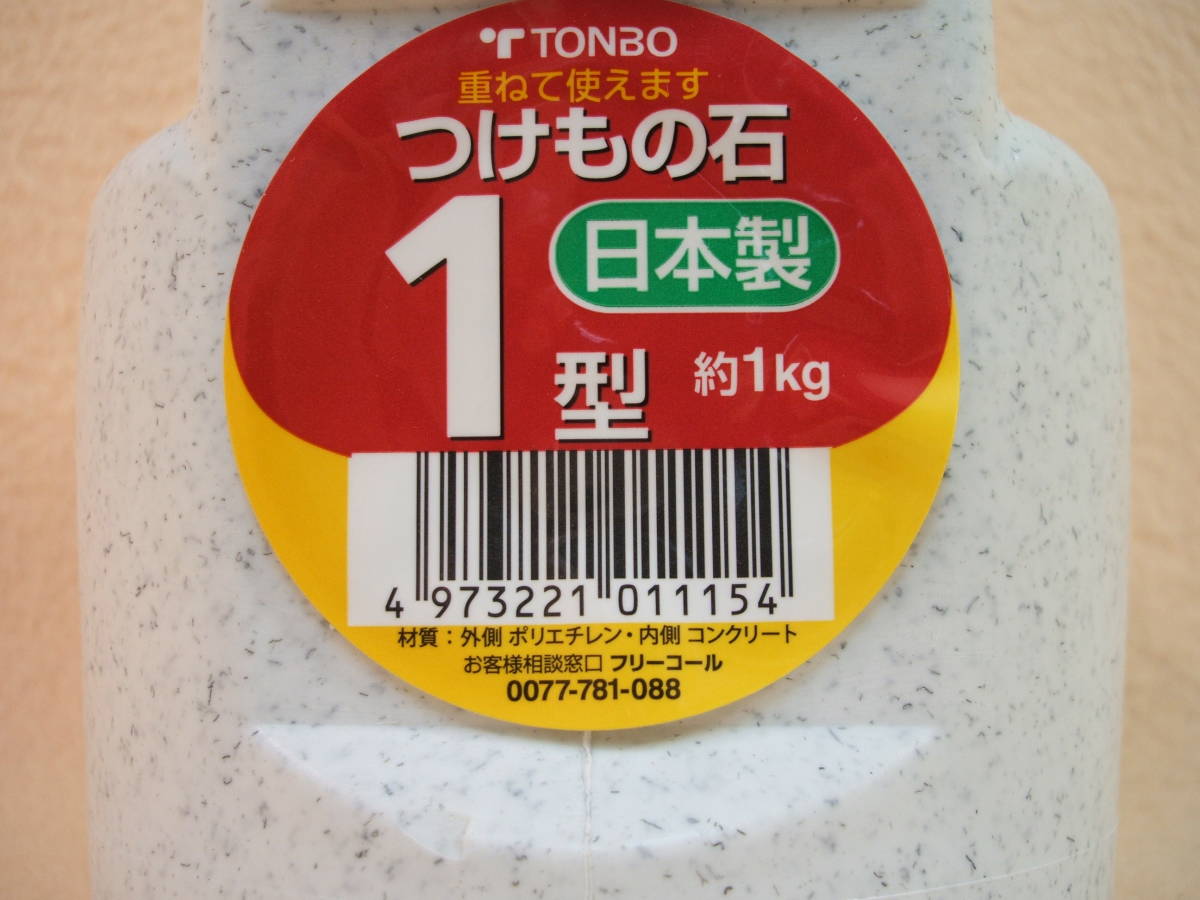 TONBO
重ねて使えます
つけもの石
1型
日本製
約1kg
4 973221 011154
材質：外側 ポリエチレン・内側 コンクリート
お客様相談窓口 フリーコール
0077-781-088